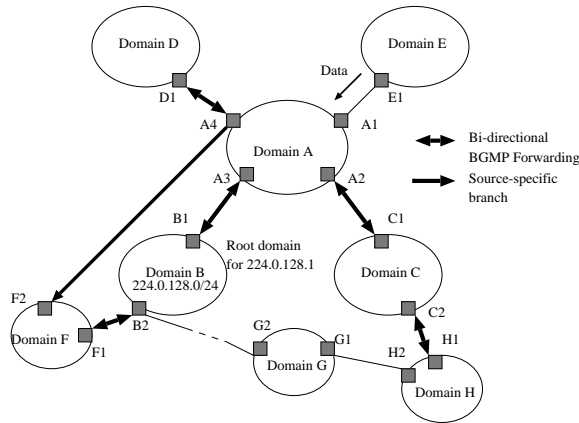 Domain D
Domain E
Data
D1
E1
A4
A1
Domain A
Bi-directional
BGMP Forwarding
A3
A2
Source-specific
branch
B1
C1
Root domain
for 224.0.128.1
Domain B
224.0.128.0/24
Domain C
F2
B2
C2
Domain F
F1
G2
G1
H2
H1
Domain G
Domain H